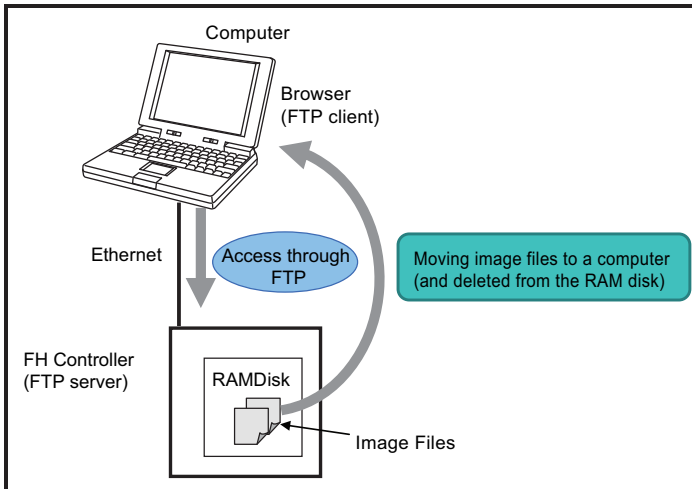 Computer
Browser
(FTP client)
Ethernet
Access through
FTP
Moving image files to a computer
(and deleted from the RAM disk)
FH Controller
(FTP server)
RAMDisk
Image Files